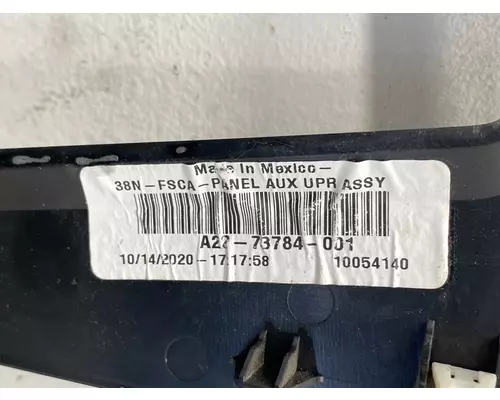 Made In Mexico-
38N-FSCA-PANEL AUX UPR ASSY
A22-73784-001
10/14/2020-17:17:58 10054140